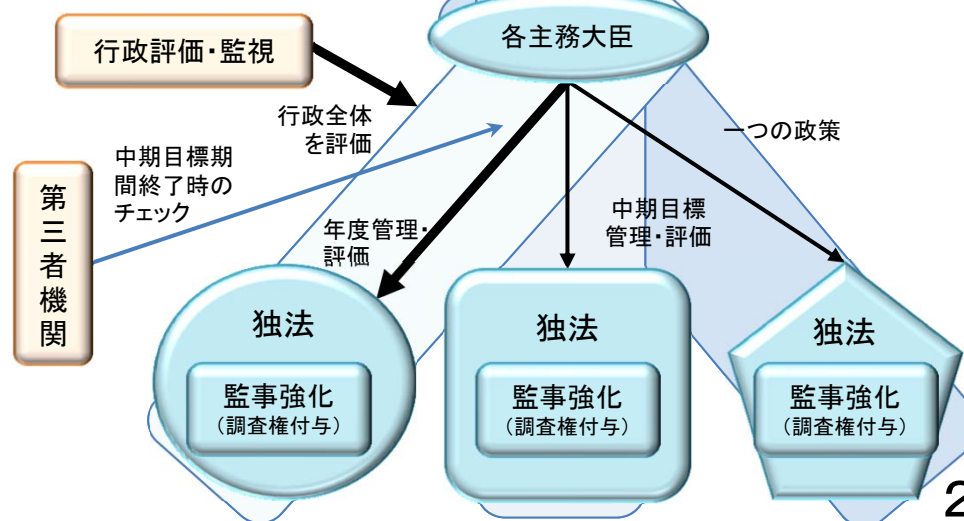 各主務大臣
行政評価・監視
行政全体
を評価
一つの政策
中期目標期
間終了時の
チェック
第三者機関
年度管理・
評価
中期目標
管理・評価
独法
監事強化
（調査権付与）
独法
監事強化
（調査権付与）
独法
監事強化
（調査権付与）
2